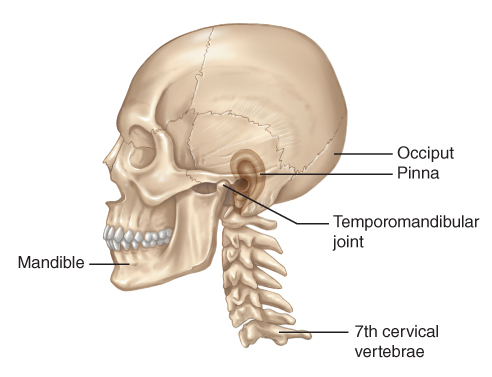 Occiput
Pinna
Temporomandibular
joint
Mandible
7th cervical
vertebrae